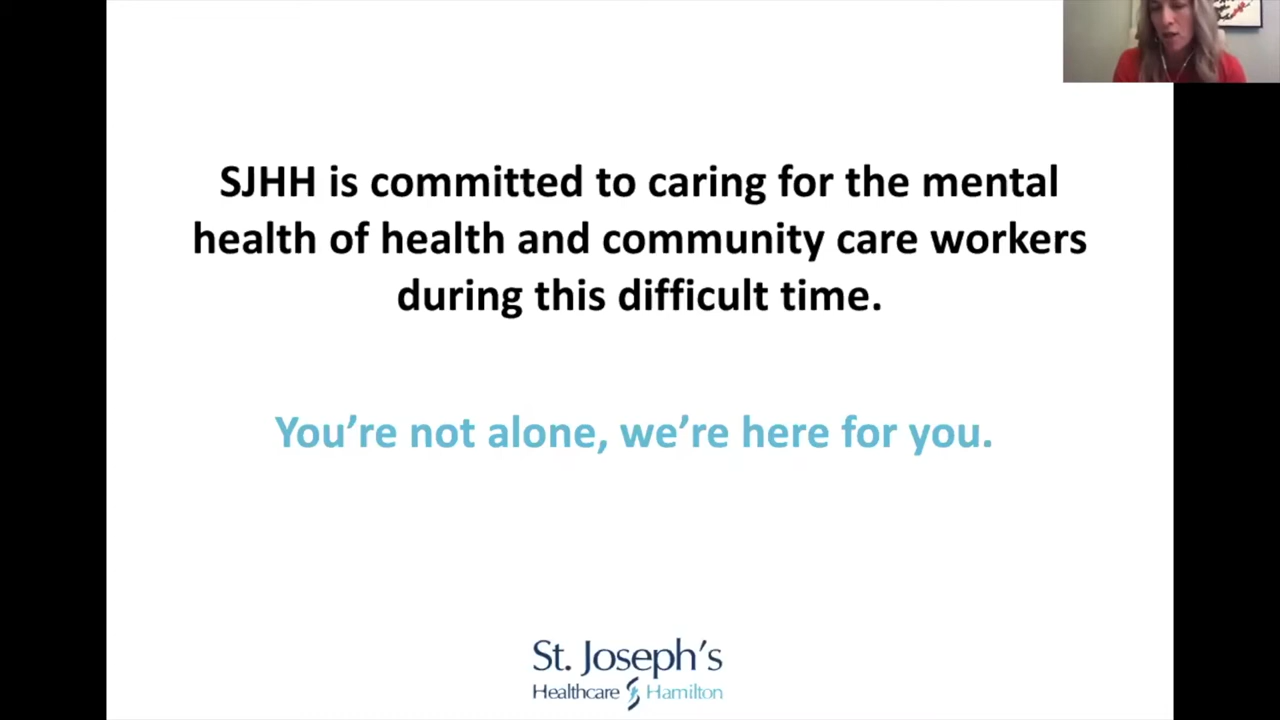 SJHH is committed to caring for the mental
health of health and community care workers
during this difficult time.
You’re not alone, we’re here for you.
St. Joseph’s
Healthcare Hamilton